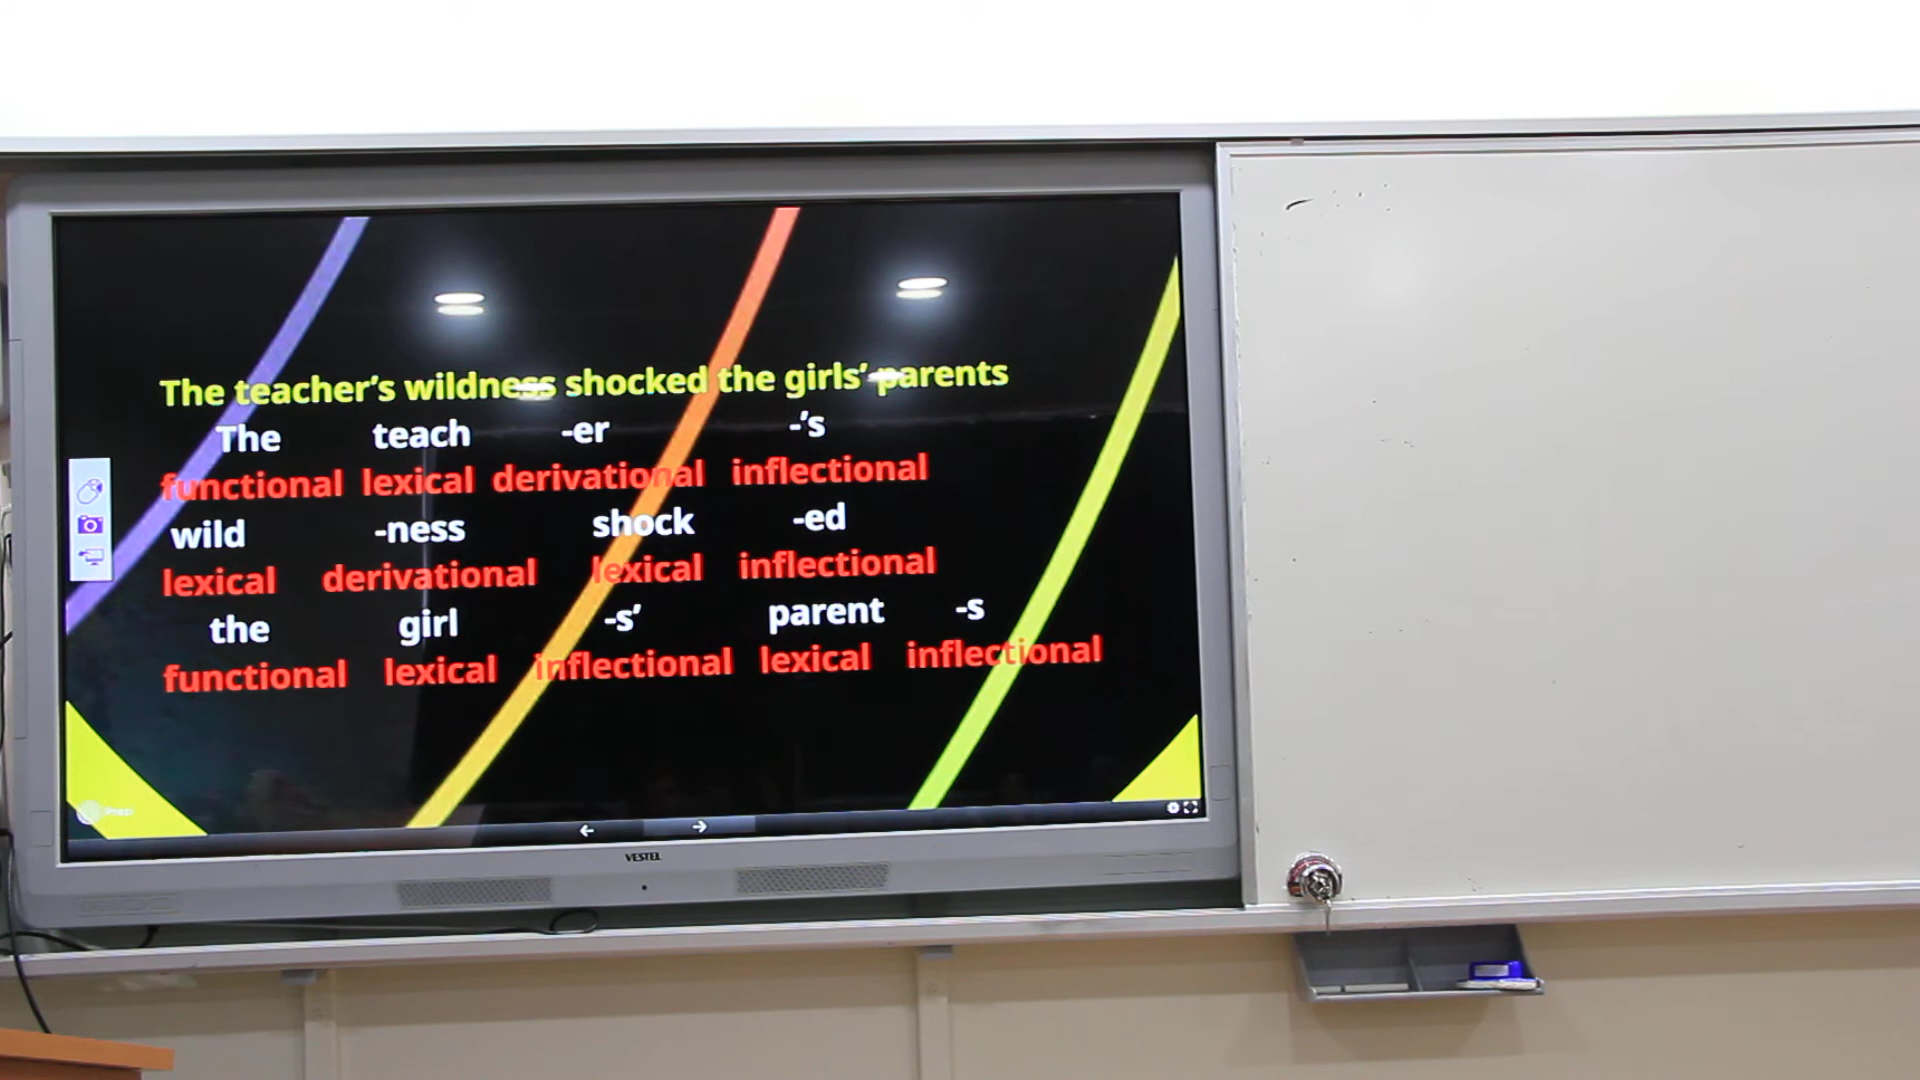 The teacher’s wildness shocked the girls’ parents
The teach -er -’s
functional lexical derivational inflectional
wild -ness shock -ed
lexical derivational lexical inflectional
the girl -s’ parent -s
functional lexical inflectional lexical inflectional
Prezi
VESTEL